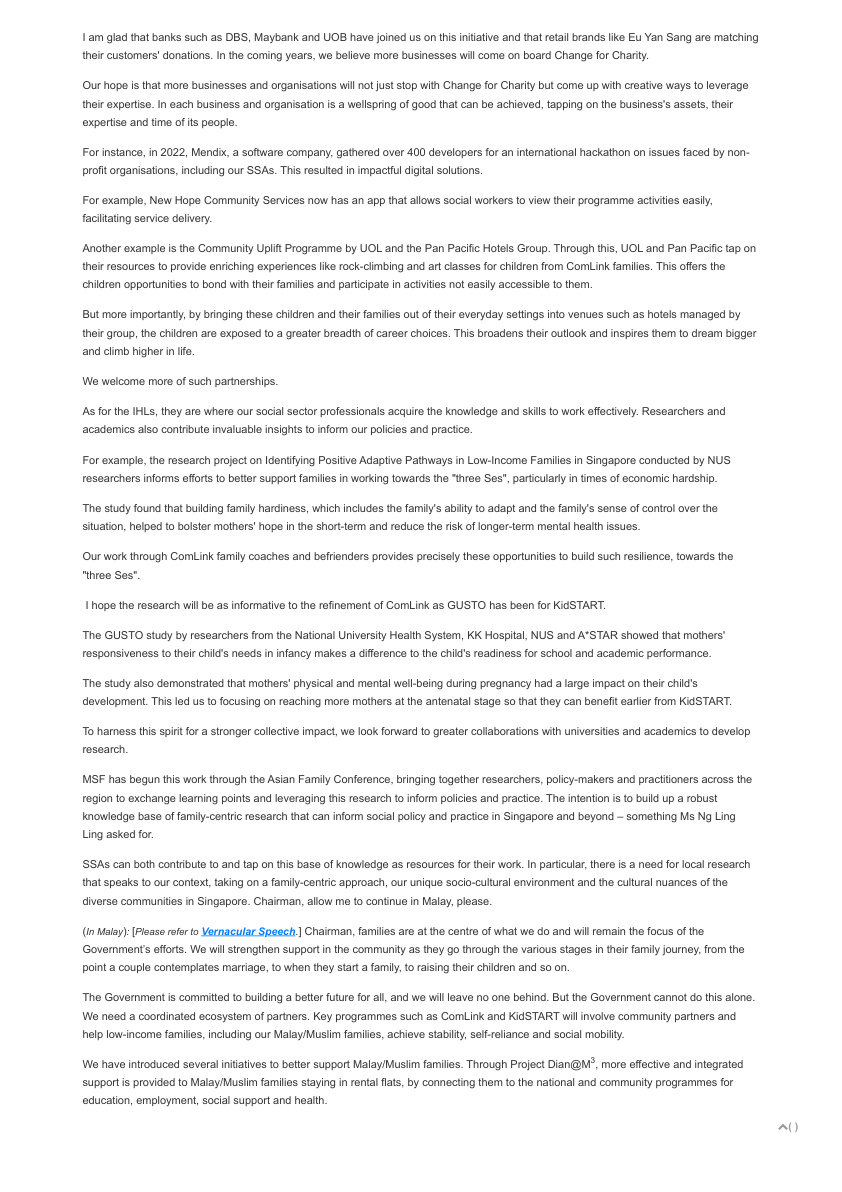 I am glad that banks such as DBS, Maybank and UOB have joined us on this initiative and that retail brands like Eu Yan Sang are matching
their customers' donations. In the coming years, we believe more businesses will come on board Change for Charity.
Our hope is that more businesses and organisations will not just stop with Change for Charity but come up with creative ways to leverage
their expertise. In each business and organisation is a wellspring of good that can be achieved, tapping on the business's assets, their
expertise and time of its people.
For instance, in 2022, Mendix, a software company, gathered over 400 developers for an international hackathon on issues faced by non-
profit organisations, including our SSAs. This resulted in impactful digital solutions.
For example, New Hope Community Services now has an app that allows social workers to view their programme activities easily,
facilitating service delivery.
Another example is the Community Uplift Programme by UOL and the Pan Pacific Hotels Group. Through this, UOL and Pan Pacific tap on
their resources to provide enriching experiences like rock-climbing and art classes for children from ComLink families. This offers the
children opportunities to bond with their families and participate in activities not easily accessible to them.
But more importantly, by bringing these children and their families out of their everyday settings into venues such as hotels managed by
their group, the children are exposed to a greater breadth of career choices. This broadens their outlook and inspires them to dream bigger
and climb higher in life.
We welcome more of such partnerships.
As for the IHLs, they are where our social sector professionals acquire the knowledge and skills to work effectively. Researchers and
academics also contribute invaluable insights to inform our policies and practice.
For example, the research project on Identifying Positive Adaptive Pathways in Low-Income Families in Singapore conducted by NUS
researchers informs efforts to better support families in working towards the "three Ses", particularly in times of economic hardship.
The study found that building family hardiness, which includes the family's ability to adapt and the family's sense of control over the
situation, helped to bolster mothers' hope in the short-term and reduce the risk of longer-term mental health issues.
Our work through ComLink family coaches and befrienders provides precisely these opportunities to build such resilience, towards the
"three Ses".
I hope the research will be as informative to the refinement of ComLink as GUSTO has been for KidSTART.
The GUSTO study by researchers from the National University Health System, KK Hospital, NUS and A*STAR showed that mothers'
responsiveness to their child's needs in infancy makes a difference to the child's readiness for school and academic performance.
The study also demonstrated that mothers' physical and mental well-being during pregnancy had a large impact on their child's
development. This led us to focusing on reaching more mothers at the antenatal stage so that they can benefit earlier from KidSTART.
To harness this spirit for a stronger collective impact, we look forward to greater collaborations with universities and academics to develop
research.
MSF has begun this work through the Asian Family Conference, bringing together researchers, policy-makers and practitioners across the
region to exchange learning points and leveraging this research to inform policies and practice. The intention is to build up a robust
knowledge base of family-centric research that can inform social policy and practice in Singapore and beyond – something Ms Ng Ling
Ling asked for.
SSAs can both contribute to and tap on this base of knowledge as resources for their work. In particular, there is a need for local research
that speaks to our context, taking on a family-centric approach, our unique socio-cultural environment and the cultural nuances of the
diverse communities in Singapore. Chairman, allow me to continue in Malay, please.
(In Malay): [Please refer to Vernacular Speech.] Chairman, families are at the centre of what we do and will remain the focus of the
Government's efforts. We will strengthen support in the community as they go through the various stages in their family journey, from the
point a couple contemplates marriage, to when they start a family, to raising their children and so on.
The Government is committed to building a better future for all, and we will leave no one behind. But the Government cannot do this alone.
We need a coordinated ecosystem of partners. Key programmes such as ComLink and KidSTART will involve community partners and
help low-income families, including our Malay/Muslim families, achieve stability, self-reliance and social mobility.
We have introduced several initiatives to better support Malay/Muslim families. Through Project Dian@M3, more effective and integrated
support is provided to Malay/Muslim families staying in rental flats, by connecting them to the national and community programmes for
education, employment, social support and health.
( )